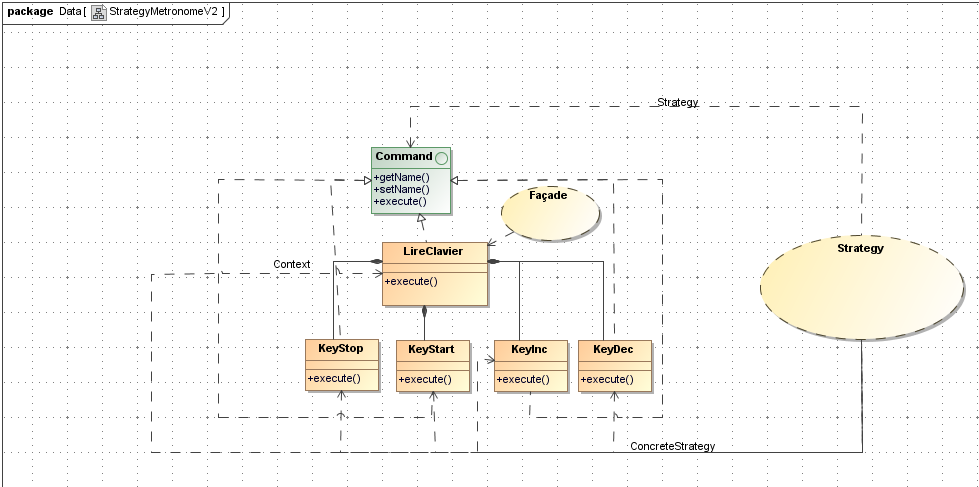 package Data [ StrategyMetronomeV2 ]
Strategy
Command
+getName()
+setName()
+execute()
Façade
LireClavier
+execute()
Context
Strategy
KeyStop
+execute()
KeyStart
+execute()
KeyInc
+execute()
KeyDec
+execute()
ConcreteStrategy